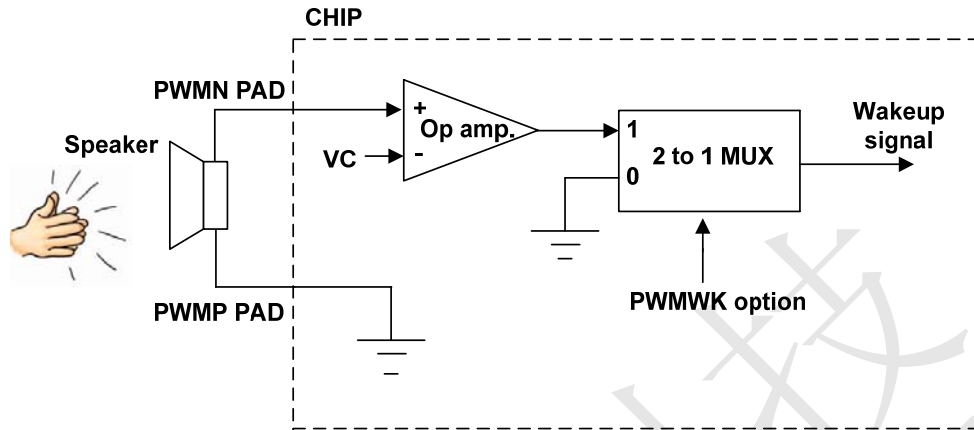 CHIP
PWMN PAD
Speaker
+
Op amp.
VC
-
1
2 to 1 MUX
0
Wakeup
signal
PWMWK option
PWMP PAD
技